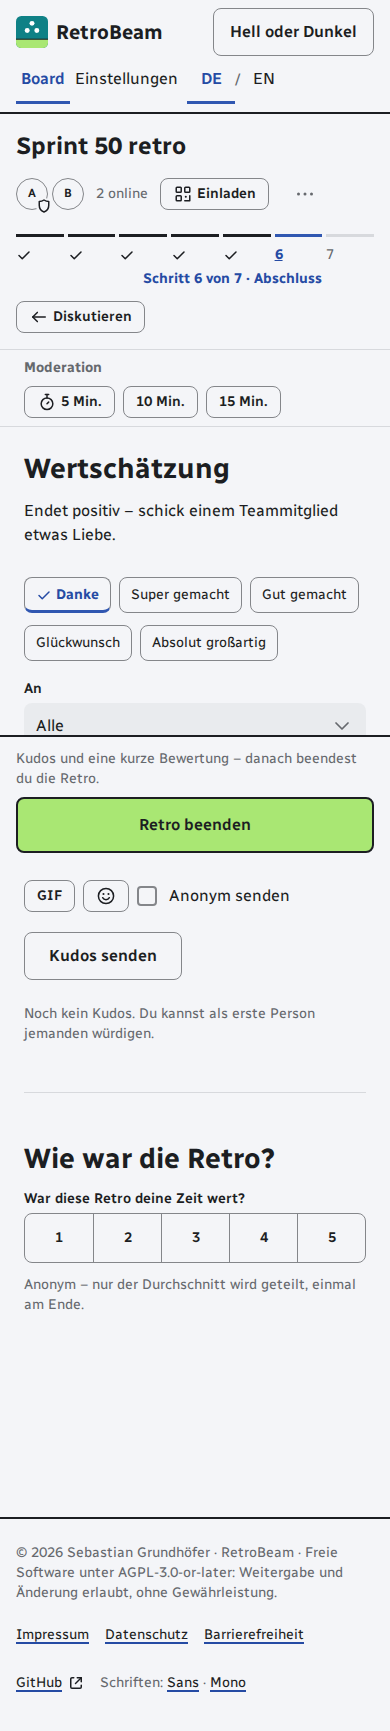 RetroBeam
Hell oder Dunkel
Board Einstellungen DE / EN
Sprint 50 retro
A B 2 online Einladen
6 7
Schritt 6 von 7 · Abschluss
Diskutieren
Moderation
5 Min. 10 Min. 15 Min.
Wertschätzung
Endet positiv – schick einem Teammitglied
etwas Liebe.
Danke Super gemacht Gut gemacht
Glückwunsch Absolut großartig
An
Alle
Kudos und eine kurze Bewertung – danach beendest
du die Retro.
Retro beenden
GIF Anonym senden
Kudos senden
Noch kein Kudos. Du kannst als erste Person
jemanden würdigen.
Wie war die Retro?
War diese Retro deine Zeit wert?
1 2 3 4 5
Anonym – nur der Durchschnitt wird geteilt, einmal
am Ende.
© 2026 Sebastian Grundhöfer · RetroBeam · Freie
Software unter AGPL-3.0-or-later: Weitergabe und
Änderung erlaubt, ohne Gewährleistung.
Impressum Datenschutz Barrierefreiheit
GitHub Schriften: Sans · Mono